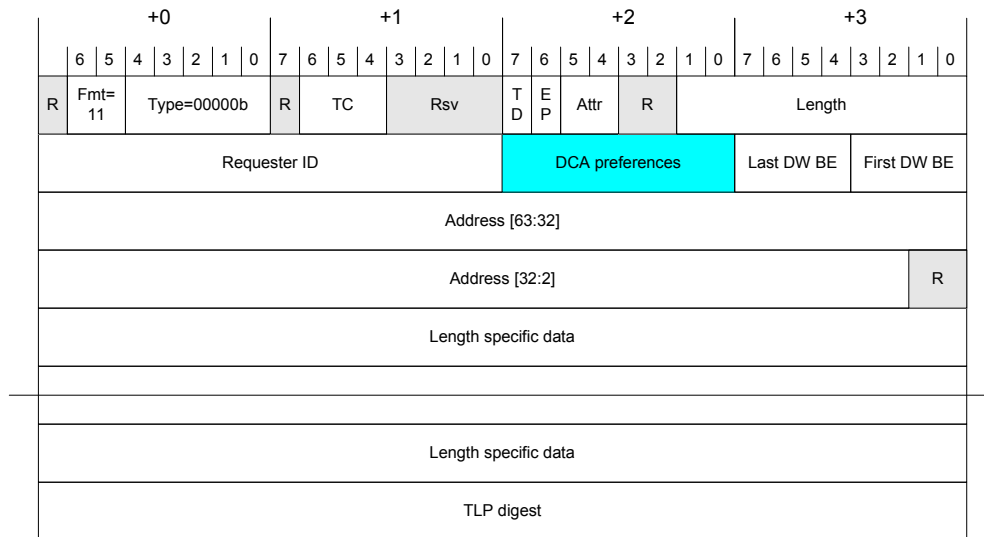 +0 +1 +2 +3
6 5 4 3 2 1 0 7 6 5 4 3 2 1 0 7 6 5 4 3 2 1 0 7 6 5 4 3 2 1 0
R Fmt= 11 Type=00000b R TC Rsv T D E P Attr R Length
Requester ID DCA preferences Last DW BE First DW BE
Address [63:32]
Address [32:2] R
Length specific data
Length specific data
TLP digest